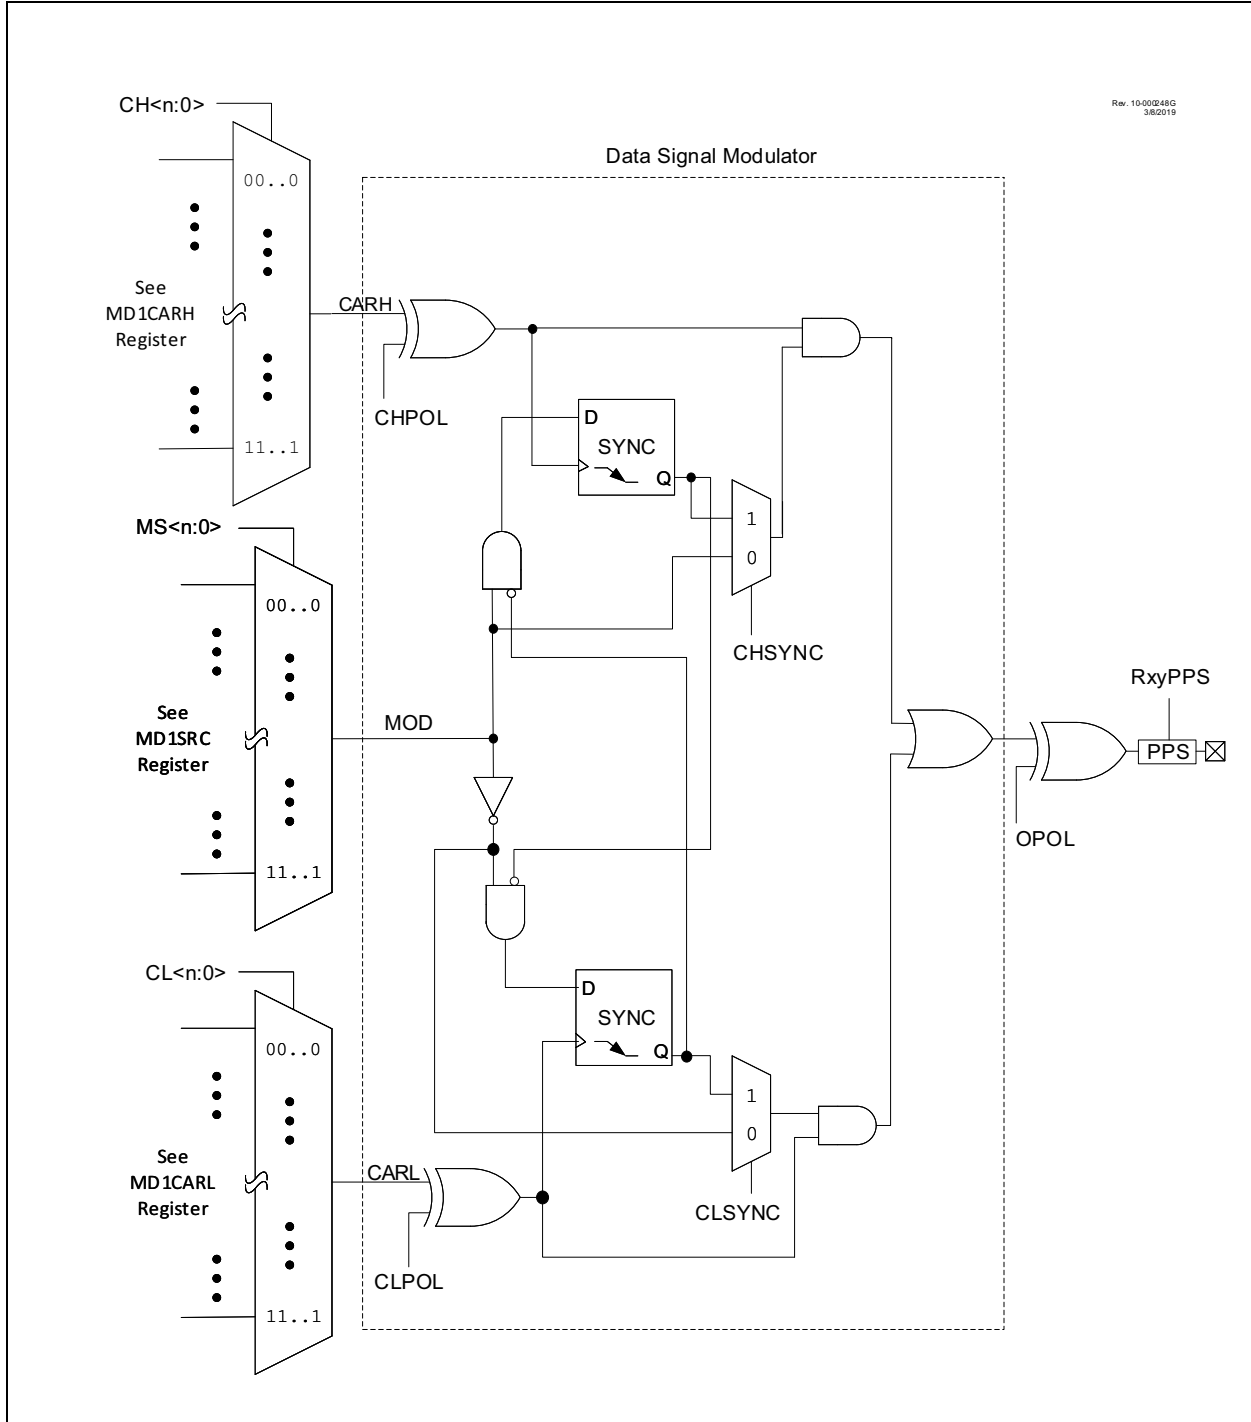 Rev. 10-000248G
3/8/2019
CH<n:0>
Data Signal Modulator
00..0
See
MD1CARH
Register
CARH
CHPOL
D
SYNC
Q
11..1
1
0
CHSYNC
MS<n:0>
00..0
See
MD1SRC
Register
MOD
11..1
RxyPPS
PPS
OPOL
CL<n:0>
D
SYNC
Q
00..0
1
0
See
MD1CARL
Register
CARL
CLSYNC
CLPOL
11..1